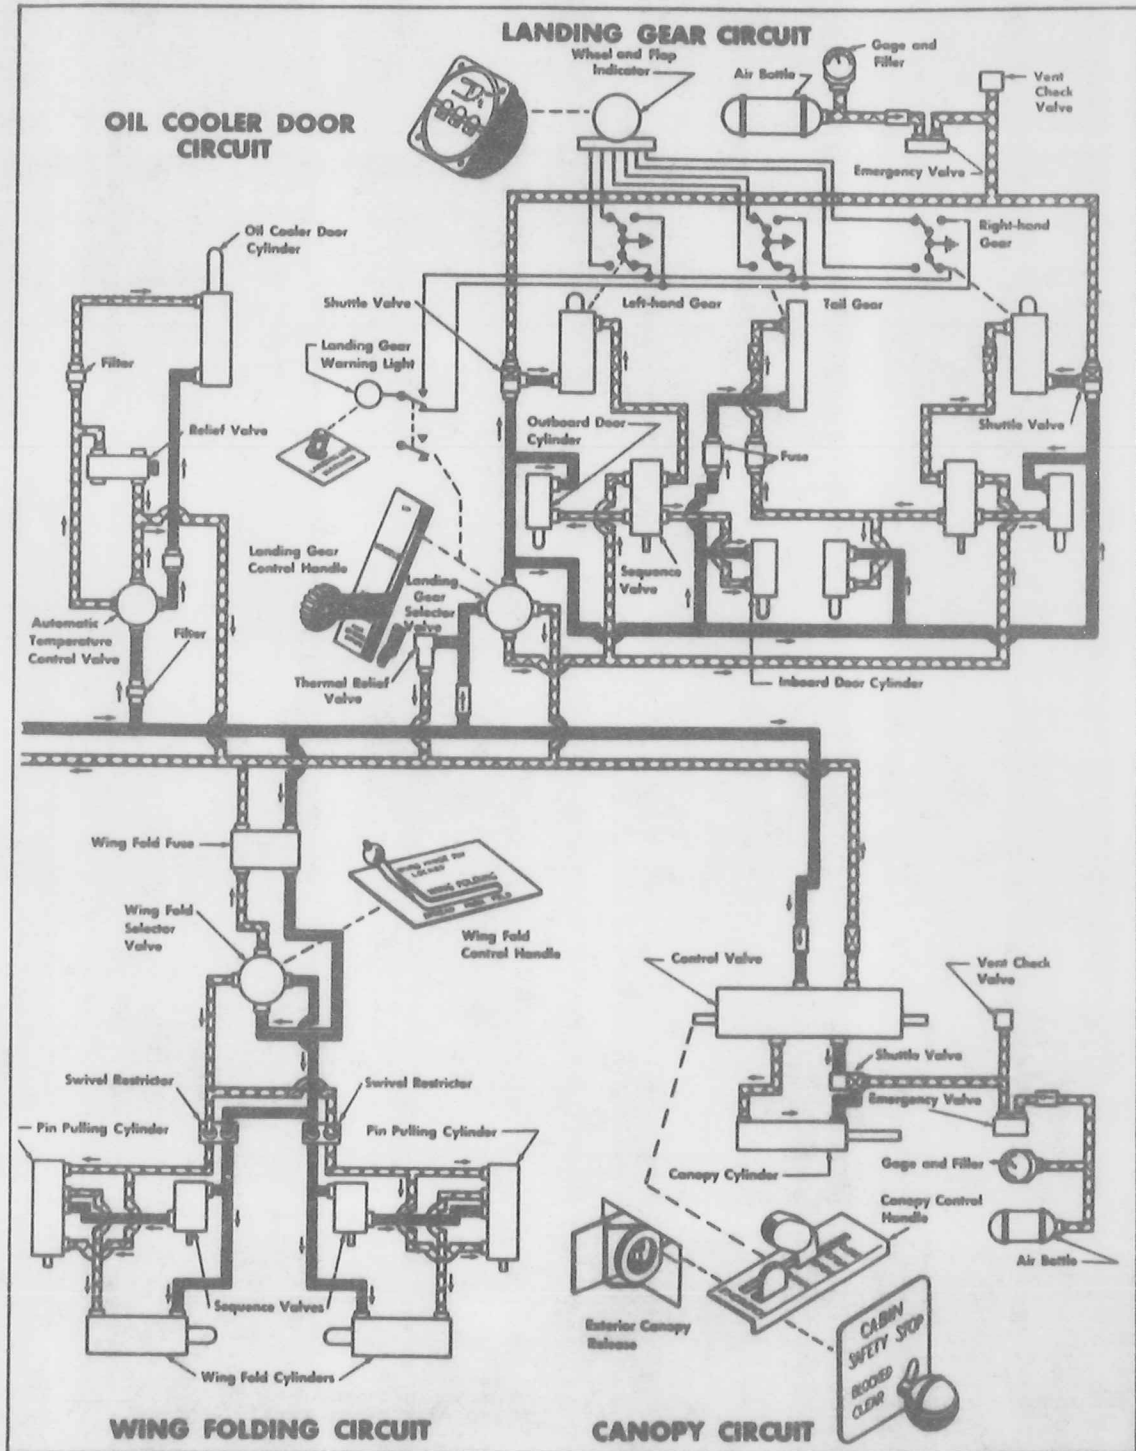 LANDING GEAR CIRCUIT
Wheel and Flap
Indicator
Air Bottle
Gage and
Filler
Vent
Check
Valve
Emergency Valve
OIL COOLER DOOR
CIRCUIT
Oil Cooler Door
Cylinder
Right-hand
Gear
Left-hand Gear
Tail Gear
Shuttle Valve
Landing Gear
Warning Light
Filter
Relief Valve
Outboard Door
Cylinder
Shuttle Valve
Fuse
Landing Gear
Control Handle
Landing
Gear
Selector
Valve
Sequence
Valve
Automatic
Temperature
Control Valve
Filter
Thermal Relief
Valve
Inboard Door Cylinder
Wing Fold Fuse
WING HINGE PIN
LOCKED
WING FOLDING
SPREAD
FOLD
Wing Fold
Selector
Valve
Wing Fold
Control Handle
Control Valve
Vent Check
Valve
Shuttle Valve
Emergency Valve
Swivel Restrictor
Swivel Restrictor
Pin Pulling Cylinder
Pin Pulling Cylinder
Canopy Cylinder
Gage and Filler
Canopy Control
Handle
Air Bottle
Sequence Valves
Exterior Canopy
Release
CABIN
SAFETY STOP
BLOCKED
CLEAR
Wing Fold Cylinders
WING FOLDING CIRCUIT
CANOPY CIRCUIT